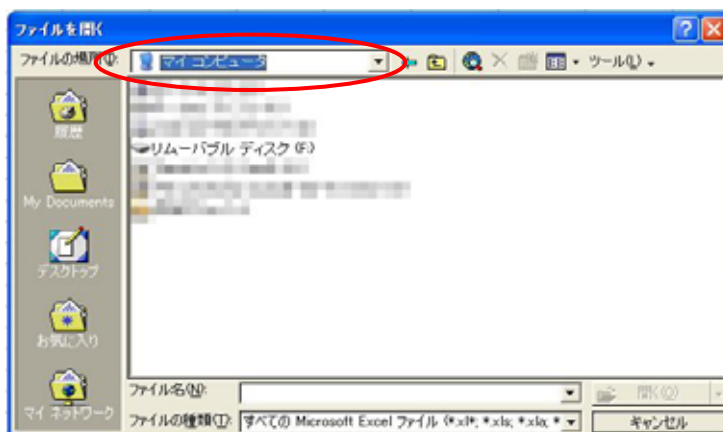 ファイルを開く
ファイルの場所(I):
マイ コンピュータ
ツール(L)
履歴
リムーバブル ディスク (F:)
My Documents
デスクトップ
お気に入り
マイ ネットワーク
ファイル名(N):
開く(O)
ファイルの種類(T):
すべての Microsoft Excel ファイル (*.xl*; *.xls; *.xla; *
キャンセル